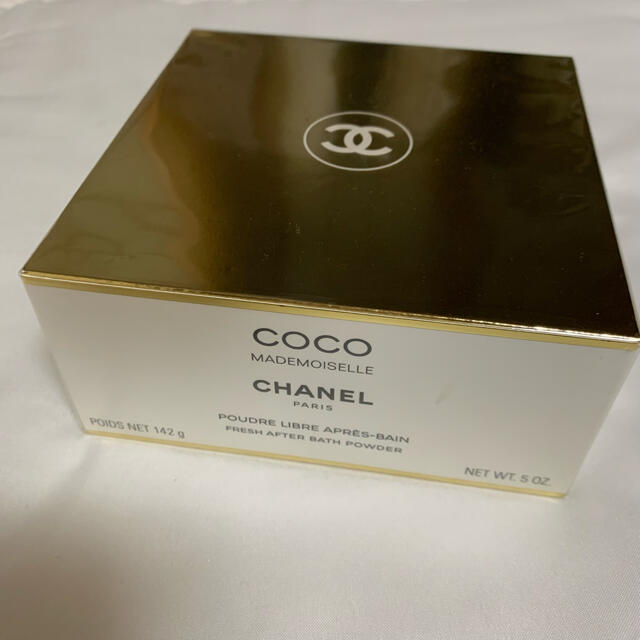 COCO
MADEMOISELLE
CHANEL
PARIS
POUDRE LIBRE APRÈS-BAIN
FRESH AFTER BATH POWDER
POIDS NET 142 g
NET WT. 5 OZ.